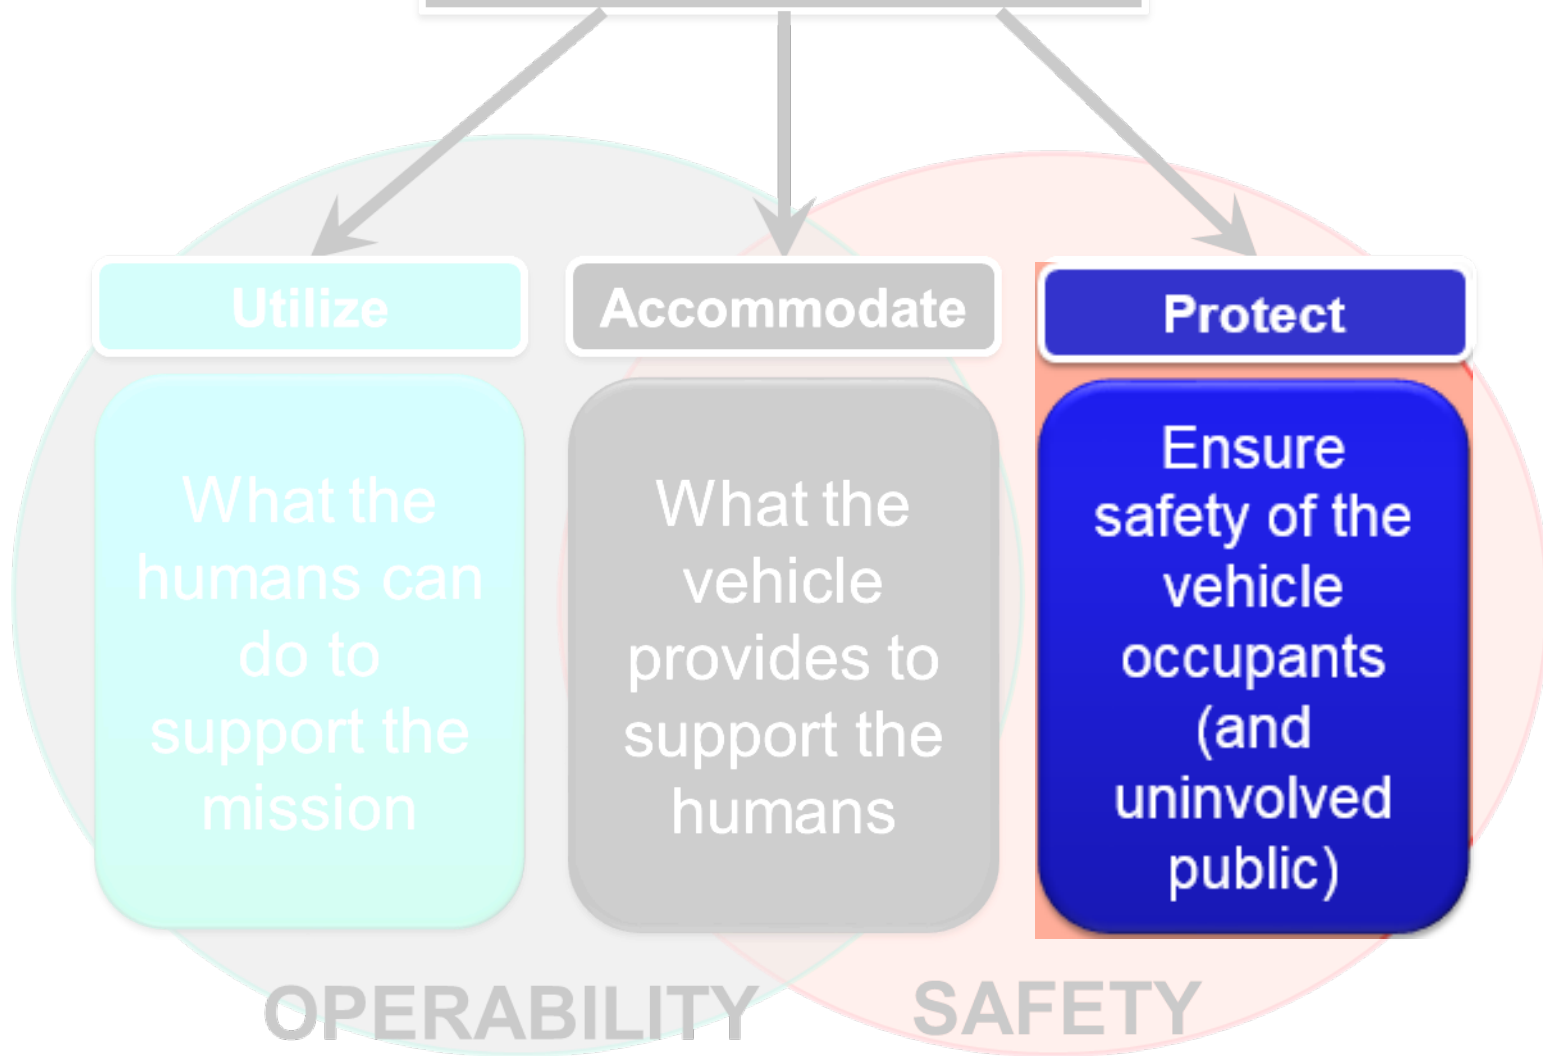 Utilize
Accommodate
Protect
What the
humans can
do to
support the
mission
What the
vehicle
provides to
support the
humans
Ensure
safety of the
vehicle
occupants
(and
uninvolved
public)
OPERABILITY
SAFETY